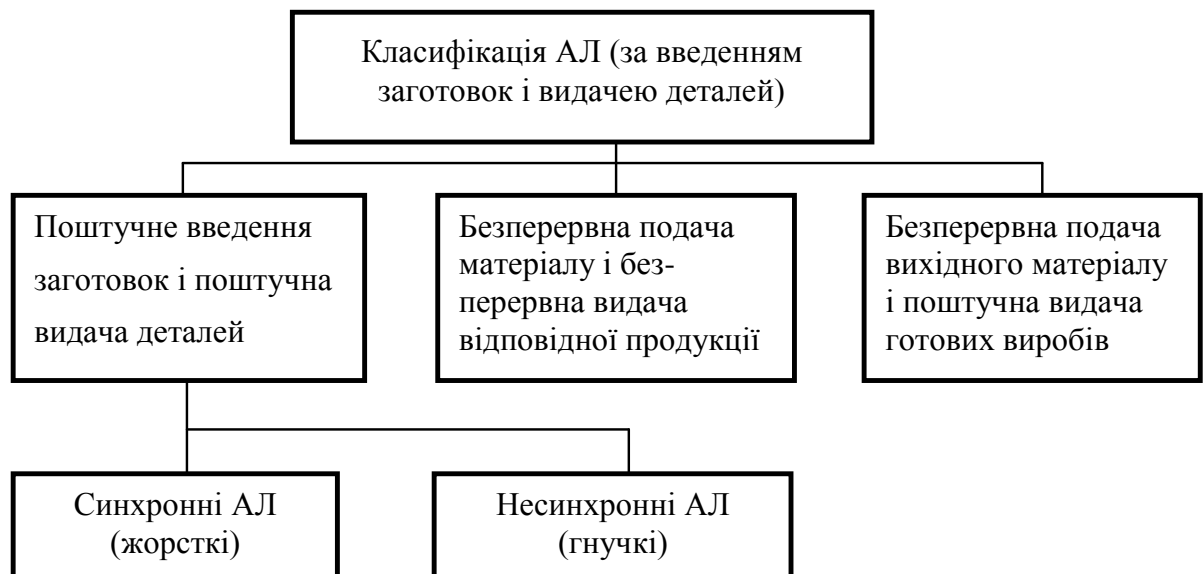 Класифікація АЛ (за введенням
заготовок і видачею деталей)
Поштучне введення
заготовок і поштучна
видача деталей
Безперервна подача
матеріалу і без-
перервна видача
відповідної продукції
Безперервна подача
вихідного матеріалу
і поштучна видача
готових виробів
Синхронні АЛ
(жорсткі)
Несинхронні АЛ
(гнучкі)